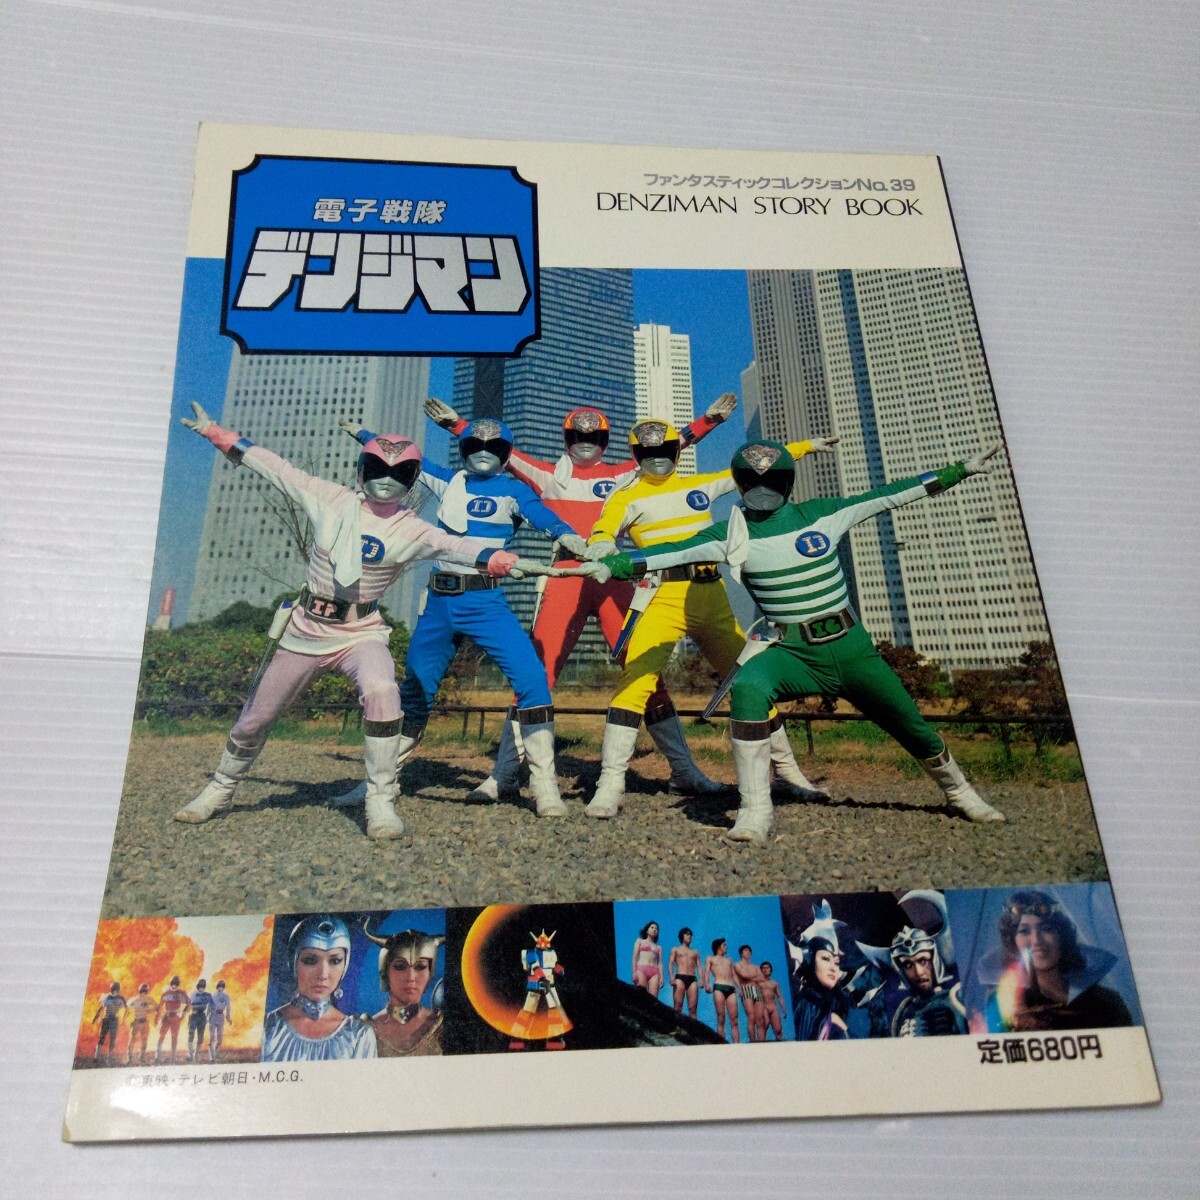 電子戦隊
デンジマン
ファンタスティックコレクションNo.39
DENZIMAN STORY BOOK
定価680円
©東映・テレビ朝日・M.C.G.